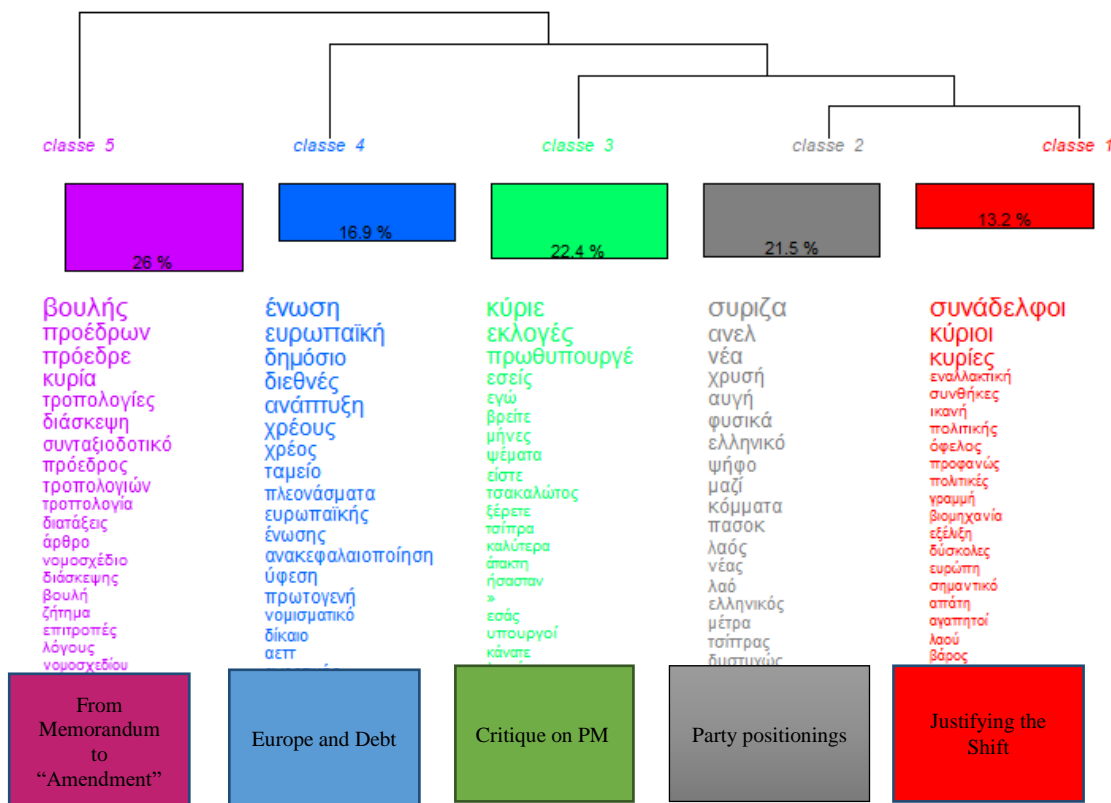 classe 5
classe 4
classe 3
classe 2
classe 1
26 %
16.9 %
22.4 %
21.5 %
13.2 %
βουλής
προέδρων
πρόεδρε
κυρία
τροπολογίες
διάσκεψη
συνταξιοδοτικό
πρόεδρος
τροπολογιών
τροπολογία
διατάξεις
άρθρα
νομοσχέδιο
διάσκεψης
βουλή
ζήτημα
επιτροπές
λόγους
νομοσχεδίου
ένωση
ευρωπαϊκή
δημόσιο
διεθνές
ανάπτυξη
χρέους
χρέος
ταμείο
πλεονάσματα
ευρωπαϊκής
ένωσης
ανακεφαλαιοποίηση
ύφεση
πρωτογενή
νομισματικό
δίκαιο
αεπ
κύριε
εκλογές
πρωθυπουργέ
εσείς
εγώ
βρείτε
μήνες
ψέματα
είστε
τσακαλώτος
ξέρετε
τσίπρα
καλύτερα
άτακτη
ήσασταν
»
εσάς
υπουργοί
κάνατε
συριζα
ανελ
νέα
χρυσή
αυγή
φυσικά
ελληνικό
ψήφο
μαζί
κόμματα
πασοκ
λαός
νέας
λαό
ελληνικός
μέτρα
τσίπρας
δυστυχώς
συνάδελφοι
κύριοι
κυρίες
εναλλακτική
συνθήκες
ικανή
πολιτικής
όφελος
προφανώς
πολιτικές
γραμμή
βιομηχανία
εξέλιξη
δύσκολες
ευρώπη
σημαντικό
απάτη
αγαπητοί
λαού
βάρος
From
Memorandum
to
“Amendment”
Europe and Debt
Critique on PM
Party positionings
Justifying the
Shift